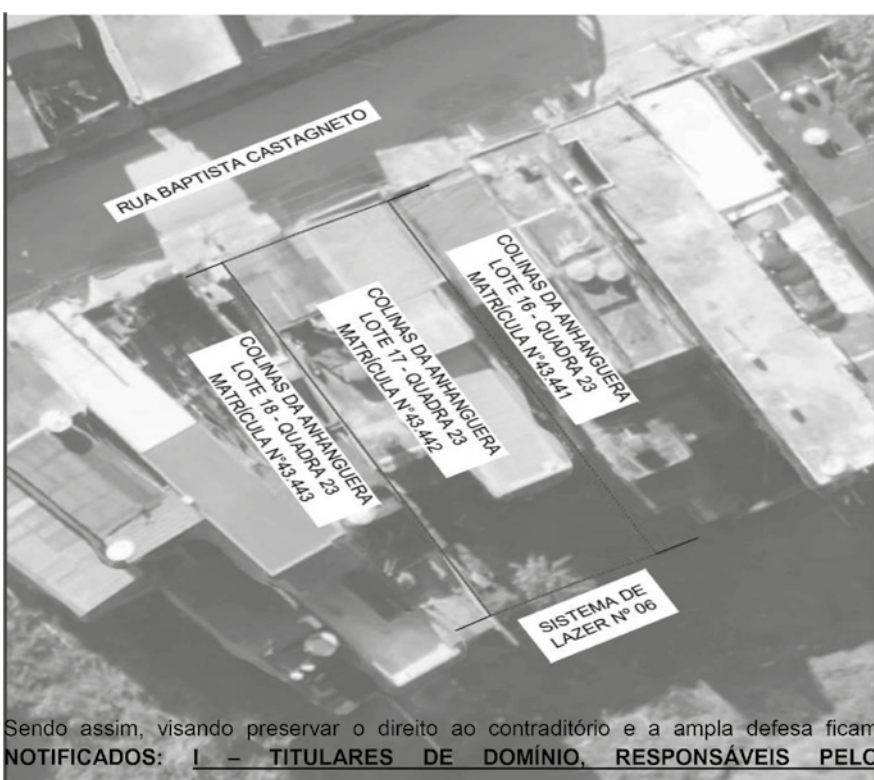 RUA BAPTISTA CASTAGNETO
COLINAS DA ANHANGUERA
LOTE 16 - QUADRA 23
MATRÍCULA N°43.441
COLINAS DA ANHANGUERA
LOTE 17 - QUADRA 23
MATRÍCULA N°43.442
COLINAS DA ANHANGUERA
LOTE 18 - QUADRA 23
MATRÍCULA N°43.443
SISTEMA DE
LAZER Nº 06
Sendo assim, visando preservar o direito ao contraditório e a ampla defesa ficam
NOTIFICADOS: I – TITULARES DE DOMÍNIO, RESPONSÁVEIS PELO